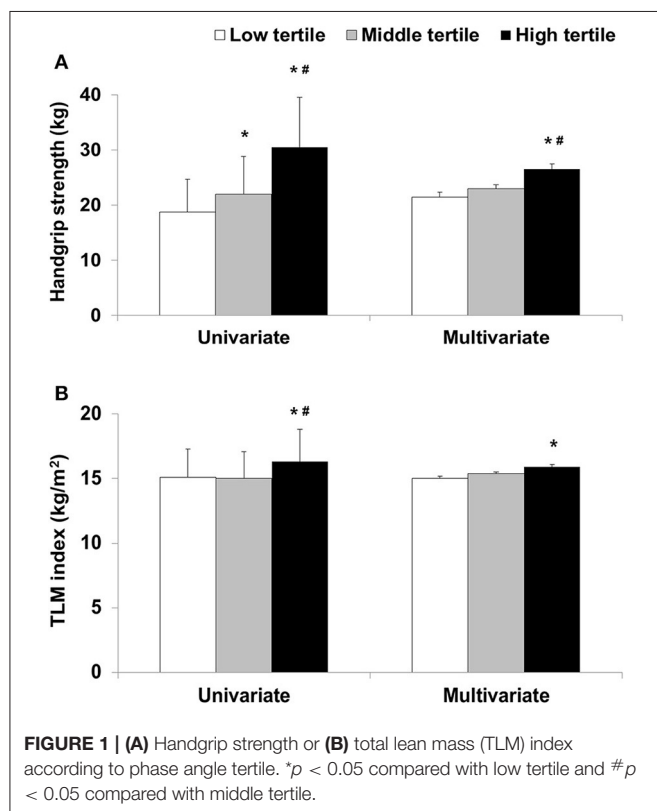 Low tertile Middle tertile High tertile
A
Handgrip strength (kg)
40
30
20
10
0
*
* #
* #
Univariate Multivariate
B
TLM index (kg/m²)
20
15
10
5
0
* #
*
Univariate Multivariate
FIGURE 1 | (A) Handgrip strength or (B) total lean mass (TLM) index
according to phase angle tertile. *p < 0.05 compared with low tertile and #p
< 0.05 compared with middle tertile.